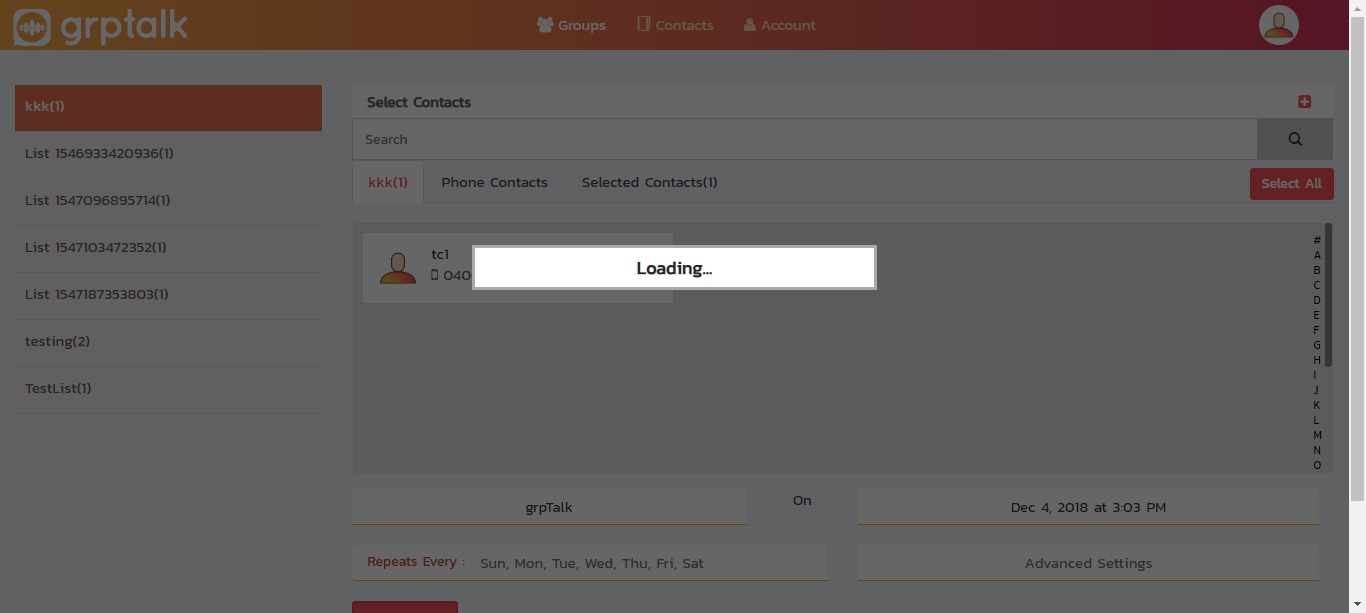 grptalk
Groups Contacts Account
kkk(1)
List 1546933420936(1)
List 1547096895714(1)
List 1547103472352(1)
List 1547187353803(1)
testing(2)
TestList(1)
Select Contacts
Search
kkk(1) Phone Contacts Selected Contacts(1) Select All
tc1
040
Loading...
#
A
B
C
D
E
F
G
H
I
J
K
L
M
N
O
grpTalk On Dec 4, 2018 at 3:03 PM
Repeats Every : Sun, Mon, Tue, Wed, Thu, Fri, Sat
Advanced Settings